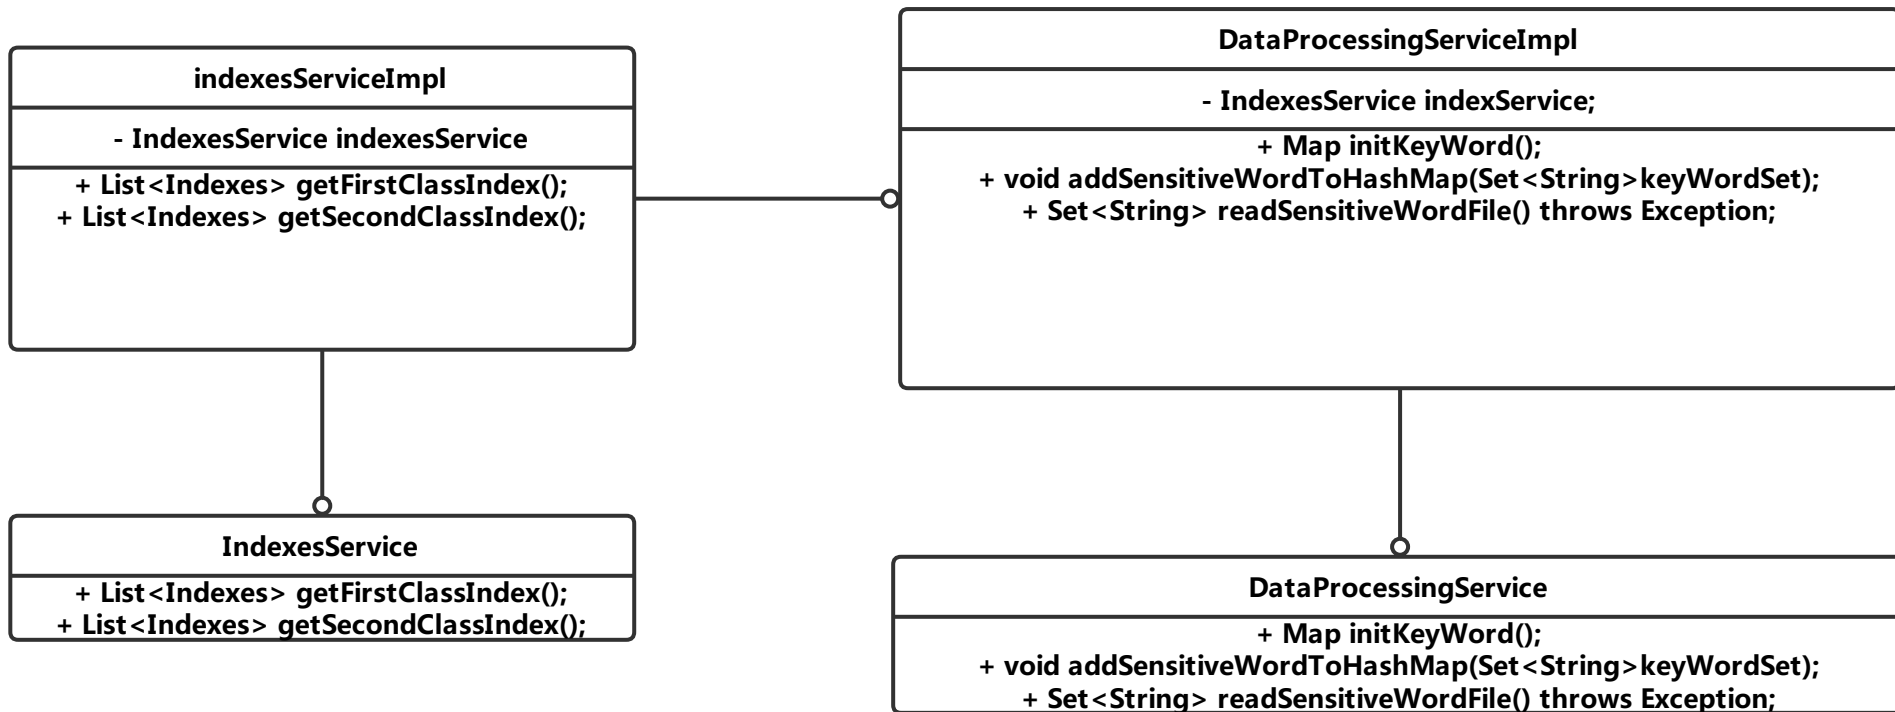 indexesServiceImpl
- IndexesService indexesService
+ List<Indexes> getFirstClassIndex();
+ List<Indexes> getSecondClassIndex();
DataProcessingServiceImpl
- IndexesService indexService;
+ Map initKeyWord();
+ void addSensitiveWordToHashMap(Set<String>keyWordSet);
+ Set<String> readSensitiveWordFile() throws Exception;
IndexesService
+ List<Indexes> getFirstClassIndex();
+ List<Indexes> getSecondClassIndex();
DataProcessingService
+ Map initKeyWord();
+ void addSensitiveWordToHashMap(Set<String>keyWordSet);
+ Set<String> readSensitiveWordFile() throws Exception;